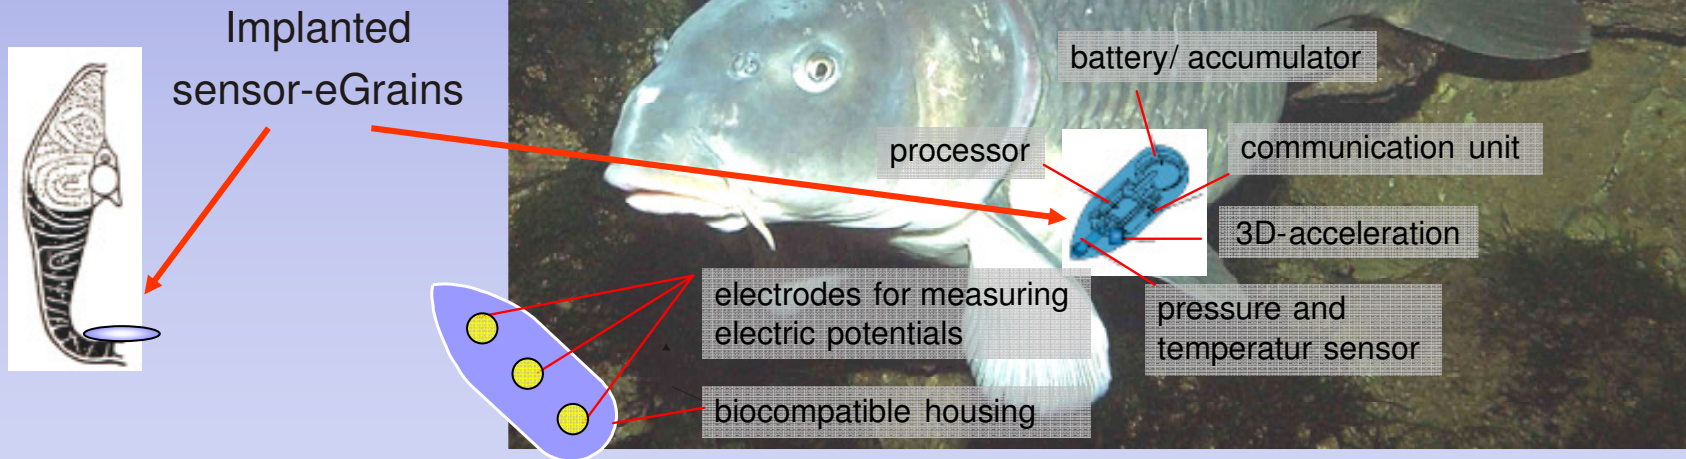 Implanted
sensor-eGrains
battery/ accumulator
processor
communication unit
3D-acceleration
electrodes for measuring
electric potentials
pressure and
temperatur sensor
biocompatible housing